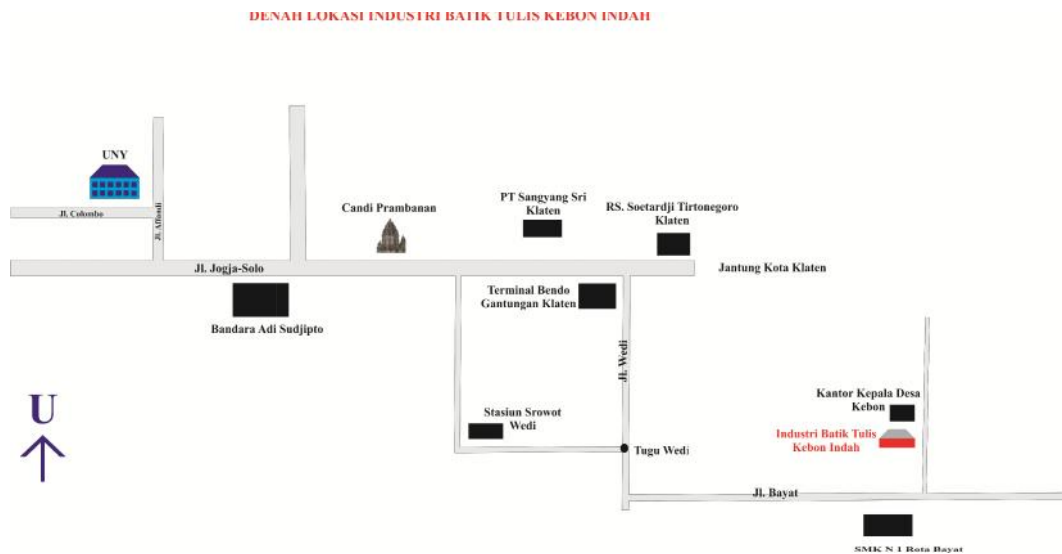 DENAH LOKASI INDUSTRI BATIK TULIS KEBON INDAH
UNY
Jl. Colombo
Jl. Affandi
Candi Prambanan
PT Sangyang Sri
Klaten
RS. Soetardji Tirtonegoro
Klaten
Jl. Jogja-Solo
Jantung Kota Klaten
Terminal Bendo
Gantungan Klaten
Bandara Adi Sudjipto
Jl. Wedi
Kantor Kepala Desa
Kebon
U
Stasiun Srowot
Wedi
Industri Batik Tulis
Kebon Indah
Tugu Wedi
Jl. Bayat
SMK N 1 Rota Bayat